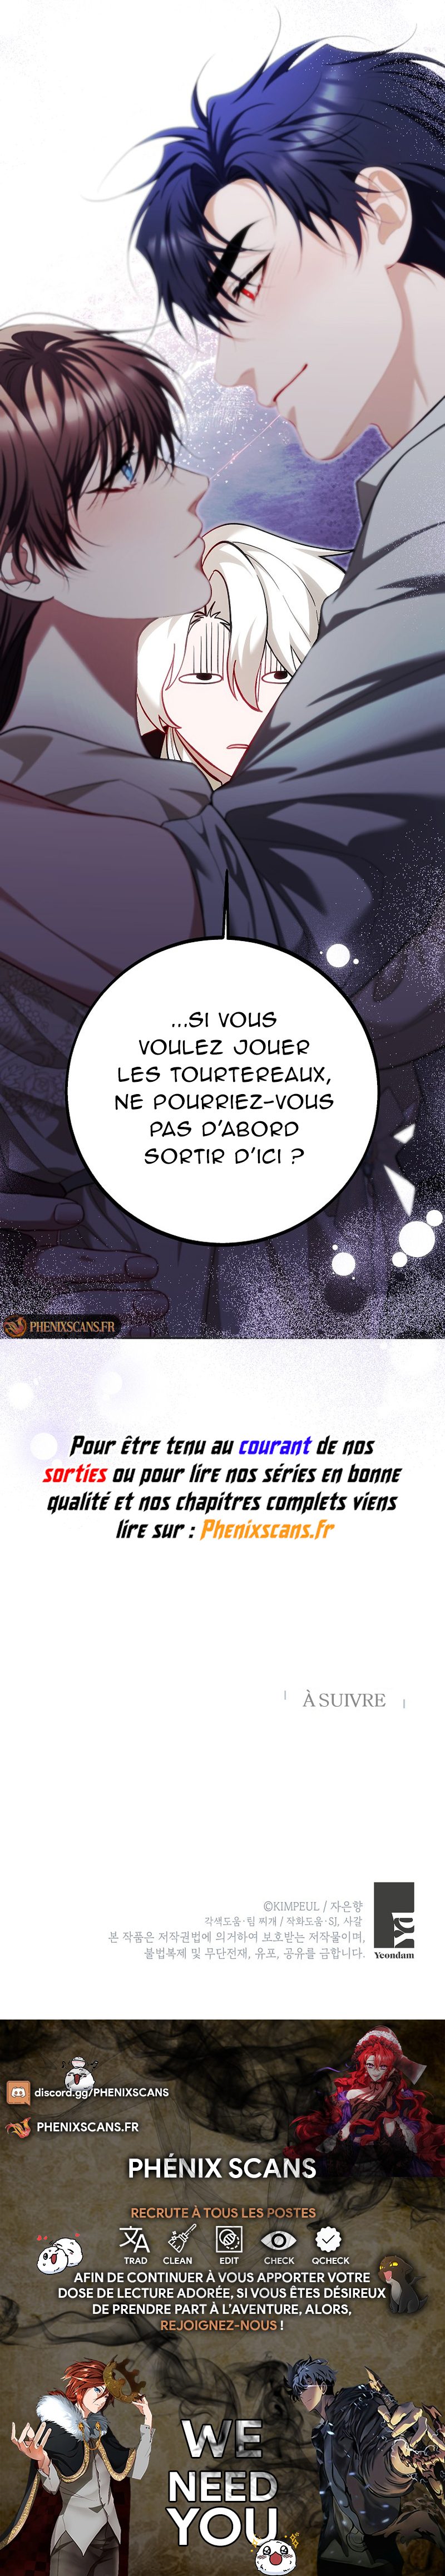 ...SI VOUS
VOULEZ JOUER
LES TOURTEREAUX,
NE POURRIEZ-VOUS
PAS D'ABORD
SORTIR D'ICI ?
PHENIXSCANS.FR
Pour être tenu au courant de nos
sorties ou pour lire nos séries en bonne
qualité et nos chapitres complets viens
lire sur : Phenixscans.fr
À SUIVRE
©KIMPEUL / 자은향
각색도움·림 찌개 / 작화도움·SJ, 사갈
본 작품은 저작권법에 의거하여 보호받는 저작물이며,
불법복제 및 무단전재, 유포, 공유를 금합니다.
Yd
Yeondam
discord.gg/PHENIXSCANS
PHENIXSCANS.FR
PHÉNIX SCANS
RECRUTE À TOUS LES POSTES
TRAD CLEAN EDIT CHECK QCHECK
AFIN DE CONTINUER À VOUS APPORTER VOTRE
DOSE DE LECTURE ADORÉE, SI VOUS ÊTES DÉSIREUX
DE PRENDRE PART À L'AVENTURE, ALORS,
REJOIGNEZ-NOUS !
WE
NEED
YOU